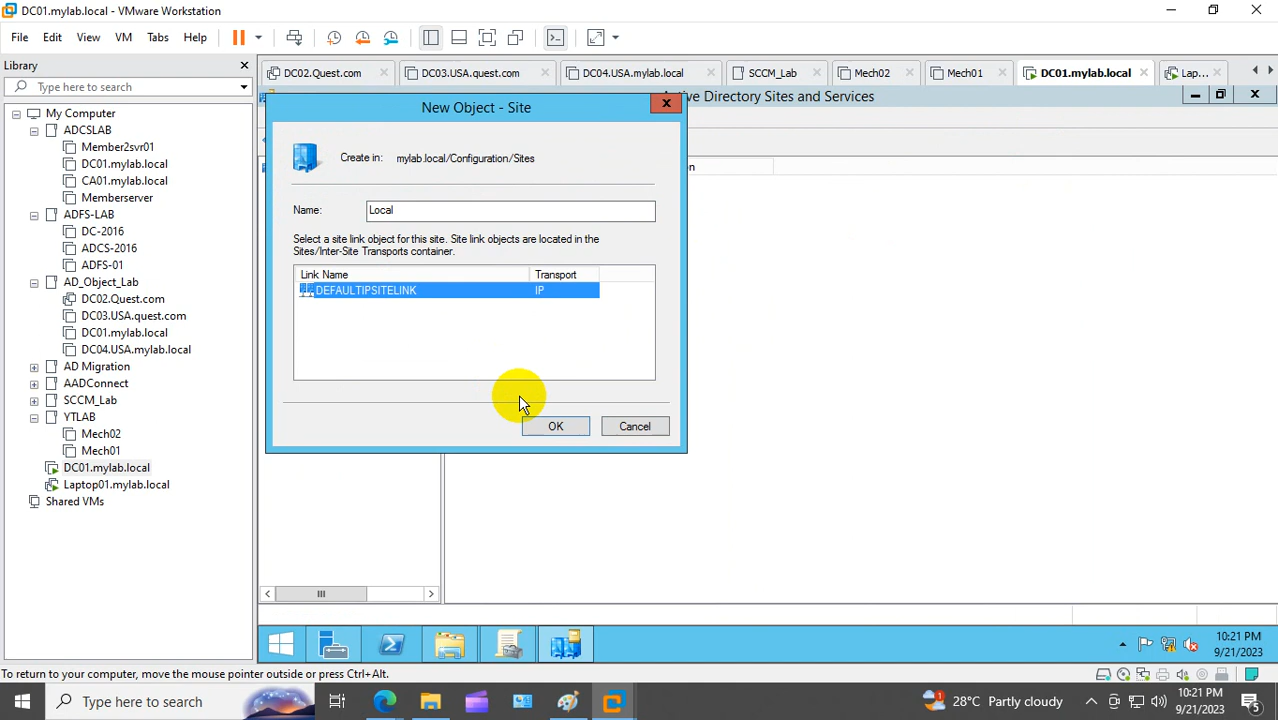 DC01.mylab.local - VMware Workstation
File Edit View VM Tabs Help
Library
Type here to search
My Computer
ADCSLAB
Member2svr01
DC01.mylab.local
CA01.mylab.local
Memberserver
ADFS-LAB
DC-2016
ADCS-2016
ADFS-01
AD_Object_Lab
DC02.Quest.com
DC03.USA.quest.com
DC01.mylab.local
DC04.USA.mylab.local
AD Migration
AADConnect
SCCM_Lab
YTLAB
Mech02
Mech01
DC01.mylab.local
Laptop01.mylab.local
Shared VMs
DC02.Quest.com DC03.USA.quest.com DC04.USA.mylab.local SCCM_Lab Mech02 Mech01 DC01.mylab.local Lap...
Directory Sites and Services
New Object - Site
Create in: mylab.local/Configuration/Sites
Name: Local
Select a site link object for this site. Site link objects are located in the
Sites/Inter-Site Transports container.
Link Name Transport
DEFAULTIPSITELINK IP
OK Cancel
10:21 PM
9/21/2023
To return to your computer, move the mouse pointer outside or press Ctrl+Alt.
Type here to search
1
28°C Partly cloudy
10:21 PM
9/21/2023
5